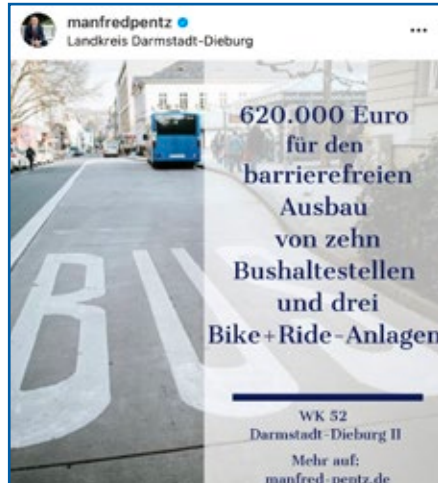 manfredpentz
Landkreis Darmstadt-Dieburg
620.000 Euro
für den
barrierefreien
Ausbau
von zehn
Bushaltestellen
und drei
Bike+Ride-Anlagen
BUS
WK 52
Darmstadt-Dieburg II
Mehr auf:
manfred-pentz.de